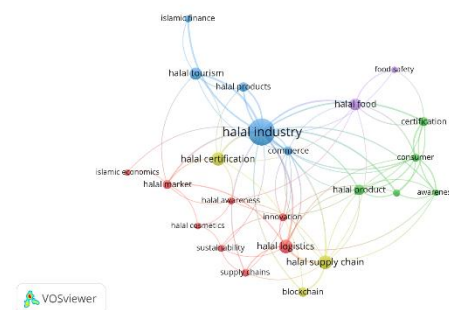 islamic finance
halal tourism
food safety
halal products
halal food
certification
halal industry
commerce
consumer
halal certification
islamic economics
halal market
halal product
awarenes
halal awareness
innovation
halal cosmetics
sustainability
halal logistics
halal supply chain
supply chains
blockchain
VOSviewer